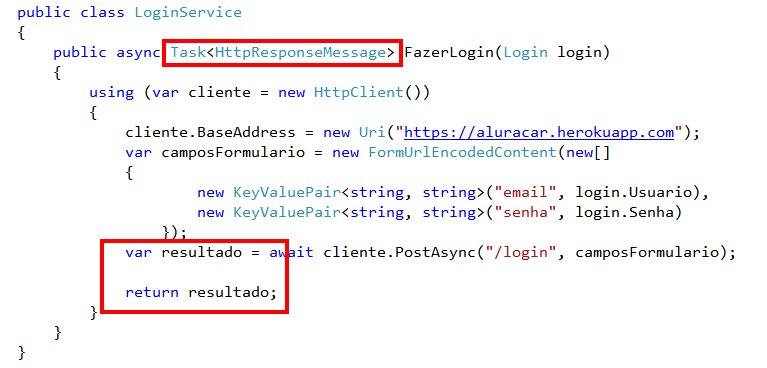 public class LoginService
{
public async Task<HttpResponseMessage> FazerLogin(Login login)
{
using (var cliente = new HttpClient())
{
cliente.BaseAddress = new Uri("https://aluracar.herokuapp.com");
var camposFormulario = new FormUrlEncodedContent(new[]
{
new KeyValuePair<string, string>("email", login.Usuario),
new KeyValuePair<string, string>("senha", login.Senha)
});
var resultado = await cliente.PostAsync("/login", camposFormulario);
return resultado;
}
}
}